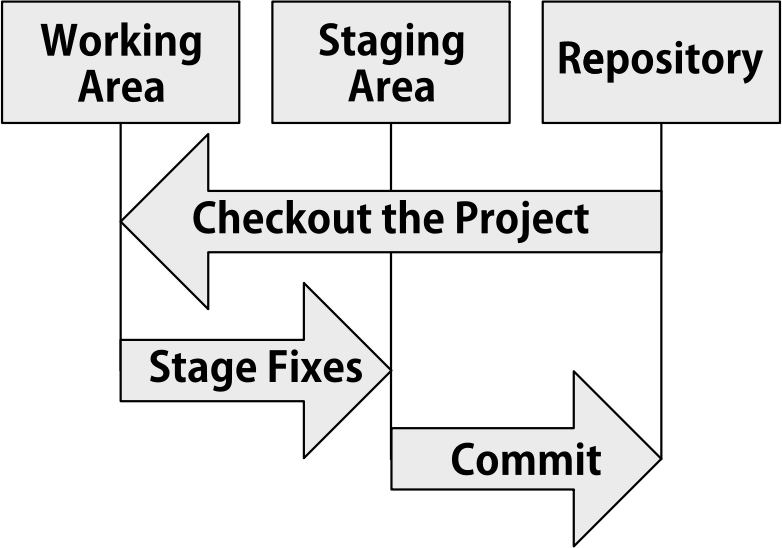 Working
Area
Staging
Area
Repository
Checkout the Project
Stage Fixes
Commit